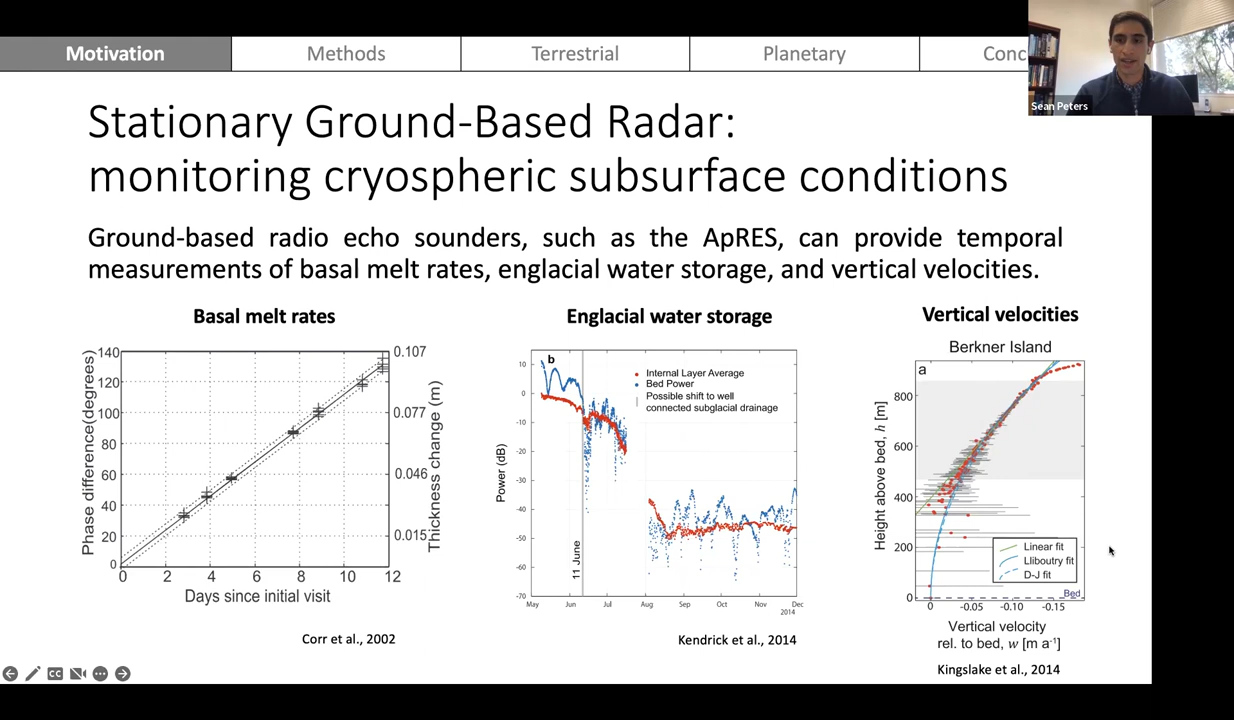 Motivation
Methods
Terrestrial
Planetary
Conc
Sean Peters
Stationary Ground-Based Radar:
monitoring cryospheric subsurface conditions
Ground-based radio echo sounders, such as the ApRES, can provide temporal
measurements of basal melt rates, englacial water storage, and vertical velocities.
Basal melt rates
Phase difference(degrees)
140
120
100
80
60
40
20
0
0 2 4 6 8 10 12
Days since initial visit
0.107
0.077
0.046
0.015
Thickness change (m)
Corr et al., 2002
Englacial water storage
b
Internal Layer Average
Bed Power
Possible shift to well
connected subglacial drainage
Power (dB)
10
0
-10
-20
-30
-40
-50
-60
-70
11 June
May Jun Jul Aug Sep Oct Nov Dec
2014
Kendrick et al., 2014
Vertical velocities
Berkner Island
a
Height above bed, h [m]
800
600
400
200
0
Linear fit
Lliboutry fit
D-J fit
Bed
0 -0.05 -0.10 -0.15
Vertical velocity
rel. to bed, w [m a⁻¹]
Kingslake et al., 2014
CC